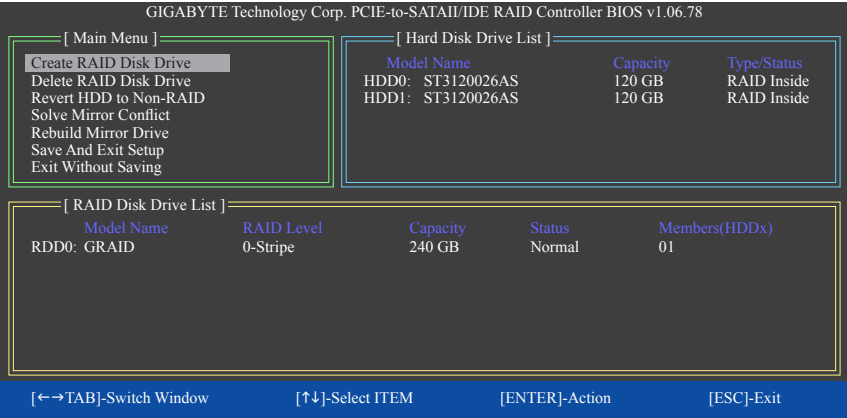 GIGABYTE Technology Corp. PCIE-to-SATAII/IDE RAID Controller BIOS v1.06.78
[ Main Menu ]
Create RAID Disk Drive
Delete RAID Disk Drive
Revert HDD to Non-RAID
Solve Mirror Conflict
Rebuild Mirror Drive
Save And Exit Setup
Exit Without Saving
[ Hard Disk Drive List ]
Model Name Capacity Type/Status
HDD0: ST3120026AS 120 GB RAID Inside
HDD1: ST3120026AS 120 GB RAID Inside
[ RAID Disk Drive List ]
Model Name RAID Level Capacity Status Members(HDDx)
RDD0: GRAID 0-Stripe 240 GB Normal 01
[←→TAB]-Switch Window [↑↓]-Select ITEM [ENTER]-Action [ESC]-Exit